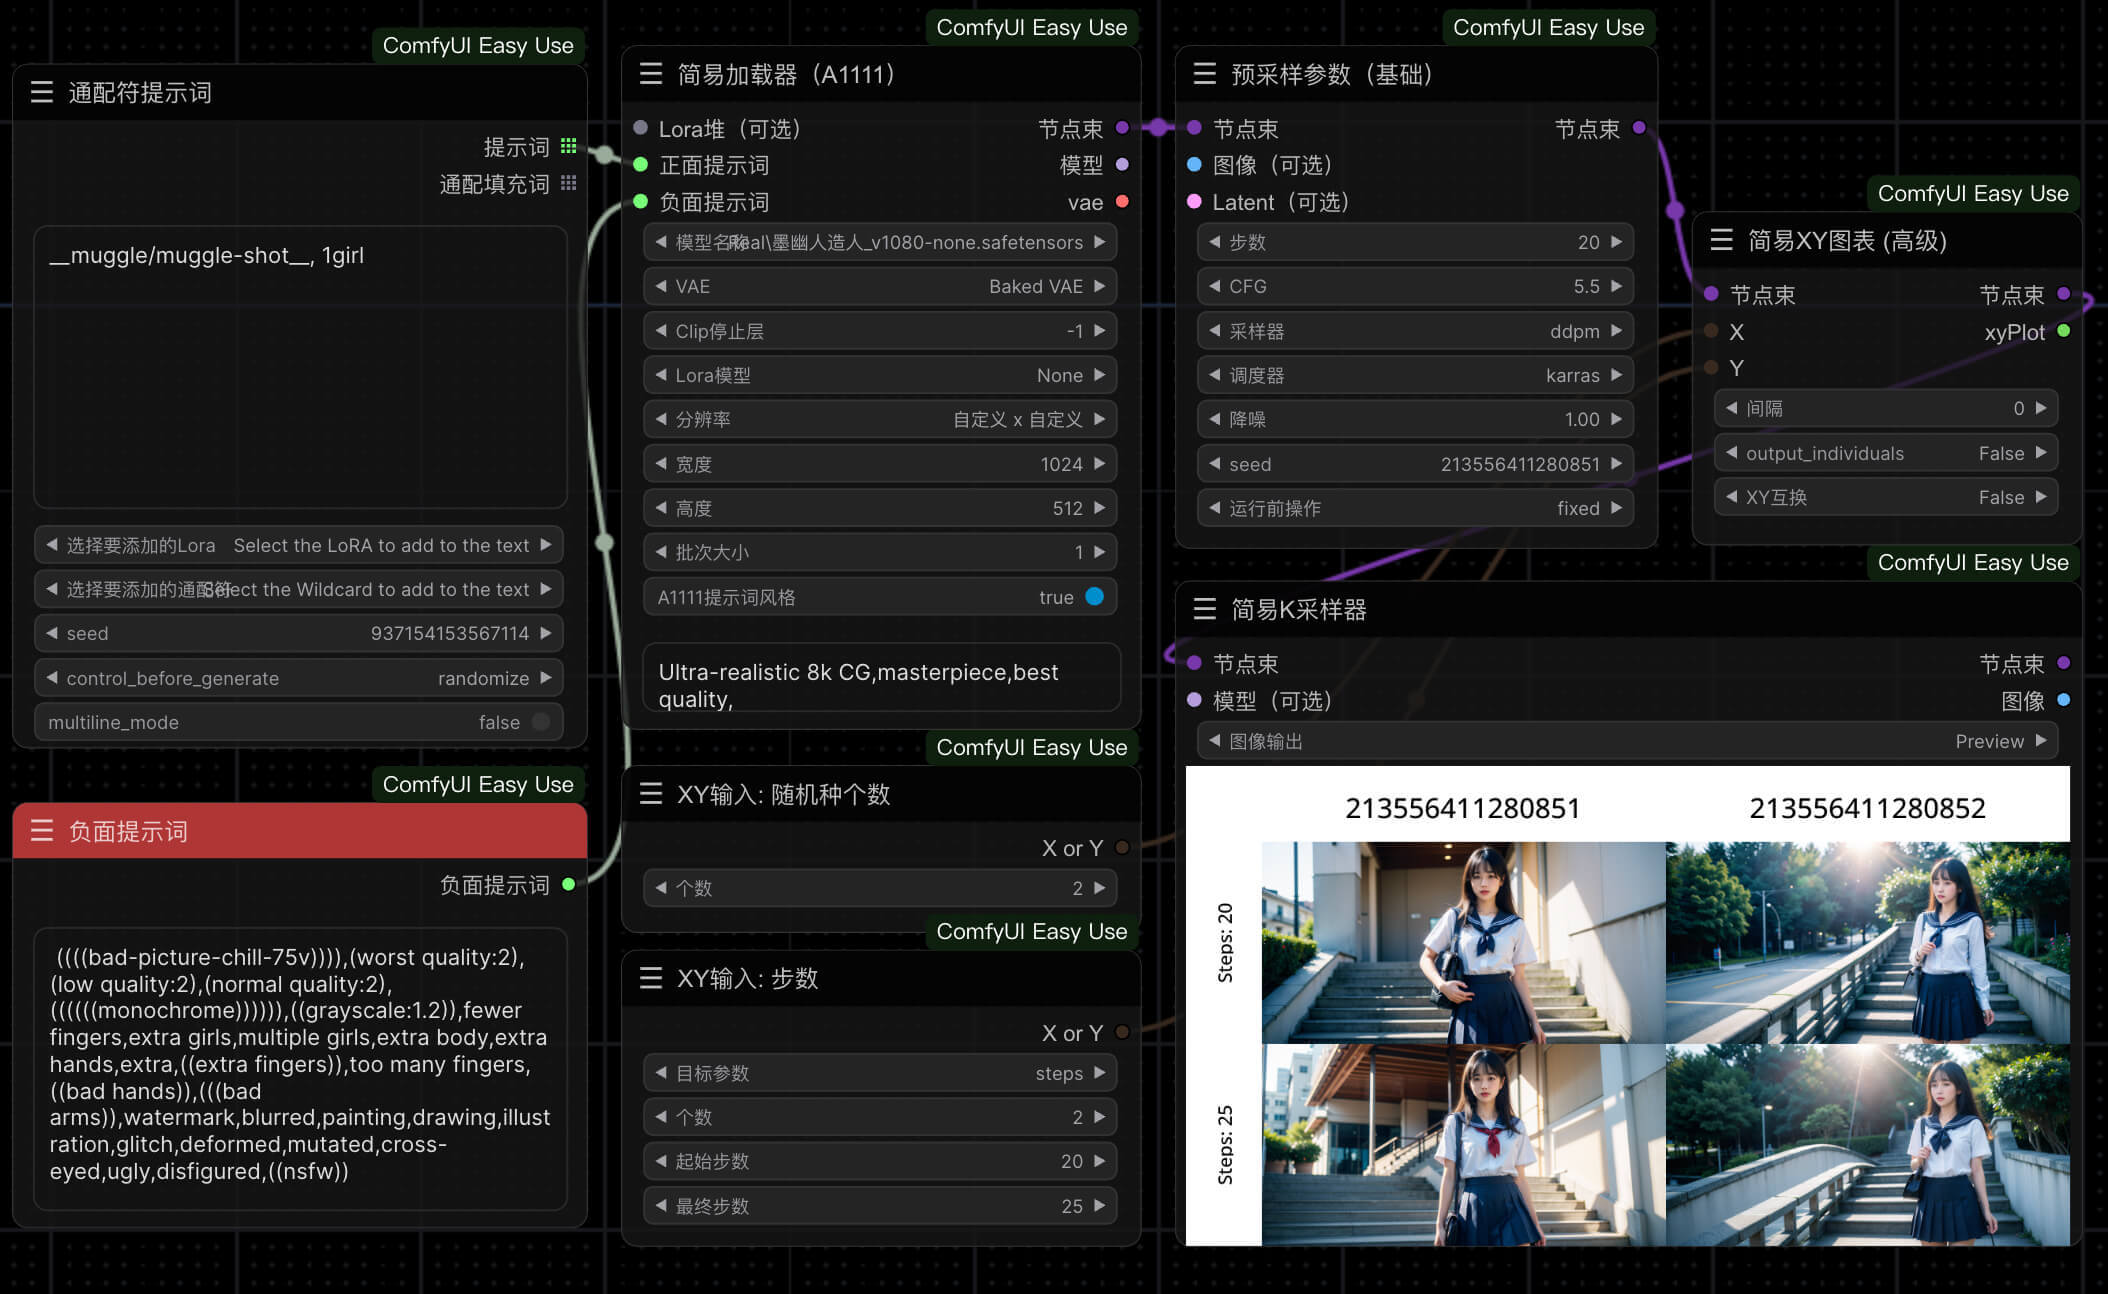 ComfyUI Easy Use
通配符提示词
提示词
通配填充词
__muggle/muggle-shot__, 1girl
选择要添加的Lora Select the LoRA to add to the text
选择要添加的通配符 Select the Wildcard to add to the text
seed 937154153567114
control_before_generate randomize
multiline_mode false
ComfyUI Easy Use
负面提示词
负面提示词
((((bad-picture-chill-75v)))),(worst quality:2),
(low quality:2),(normal quality:2),
((((((monochrome)))))),((grayscale:1.2)),fewer
fingers,extra girls,multiple girls,extra body,extra
hands,extra,((extra fingers)),too many fingers,
((bad hands)),(((bad
arms)),watermark,blurred,painting,drawing,illust
ration,glitch,deformed,mutated,cross-
eyed,ugly,disfigured,((nsfw))
ComfyUI Easy Use
简易加载器（A1111）
Lora堆（可选） 节点束
正面提示词 模型
负面提示词 vae
模型名称 Real\墨幽人造人_v1080-none.safetensors
VAE Baked VAE
Clip停止层 -1
Lora模型 None
分辨率 自定义 x 自定义
宽度 1024
高度 512
批次大小 1
A1111提示词风格 true
Ultra-realistic 8k CG,masterpiece,best
quality,
ComfyUI Easy Use
XY输入: 随机种个数
X or Y
个数 2
ComfyUI Easy Use
XY输入: 步数
X or Y
目标参数 steps
个数 2
起始步数 20
最终步数 25
ComfyUI Easy Use
预采样参数（基础）
节点束 节点束
图像（可选）
Latent（可选）
步数 20
CFG 5.5
采样器 ddpm
调度器 karras
降噪 1.00
seed 213556411280851
运行前操作 fixed
ComfyUI Easy Use
简易XY图表 (高级)
节点束 节点束
X xyPlot
Y
间隔 0
output_individuals False
XY互换 False
ComfyUI Easy Use
简易K采样器
节点束 节点束
模型（可选） 图像
图像输出 Preview
213556411280851 213556411280852
Steps: 20
Steps: 25